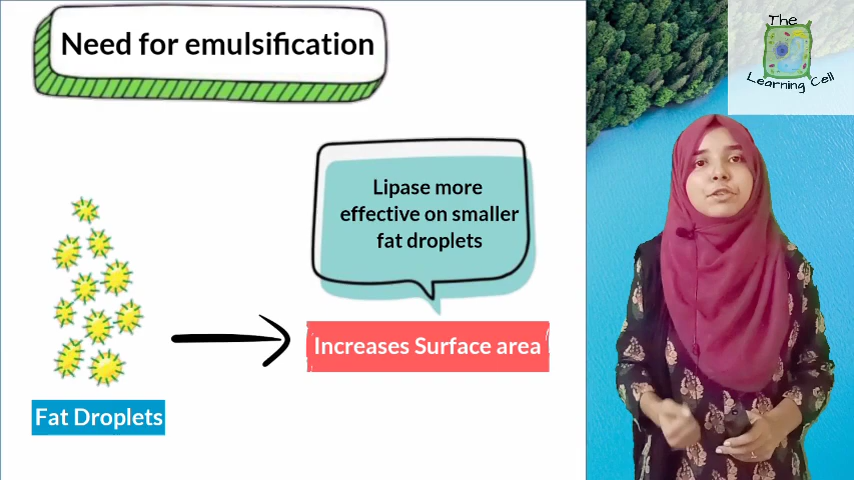 Need for emulsification
The
Learning Cell
Lipase more
effective on smaller
fat droplets
Increases Surface area
Fat Droplets